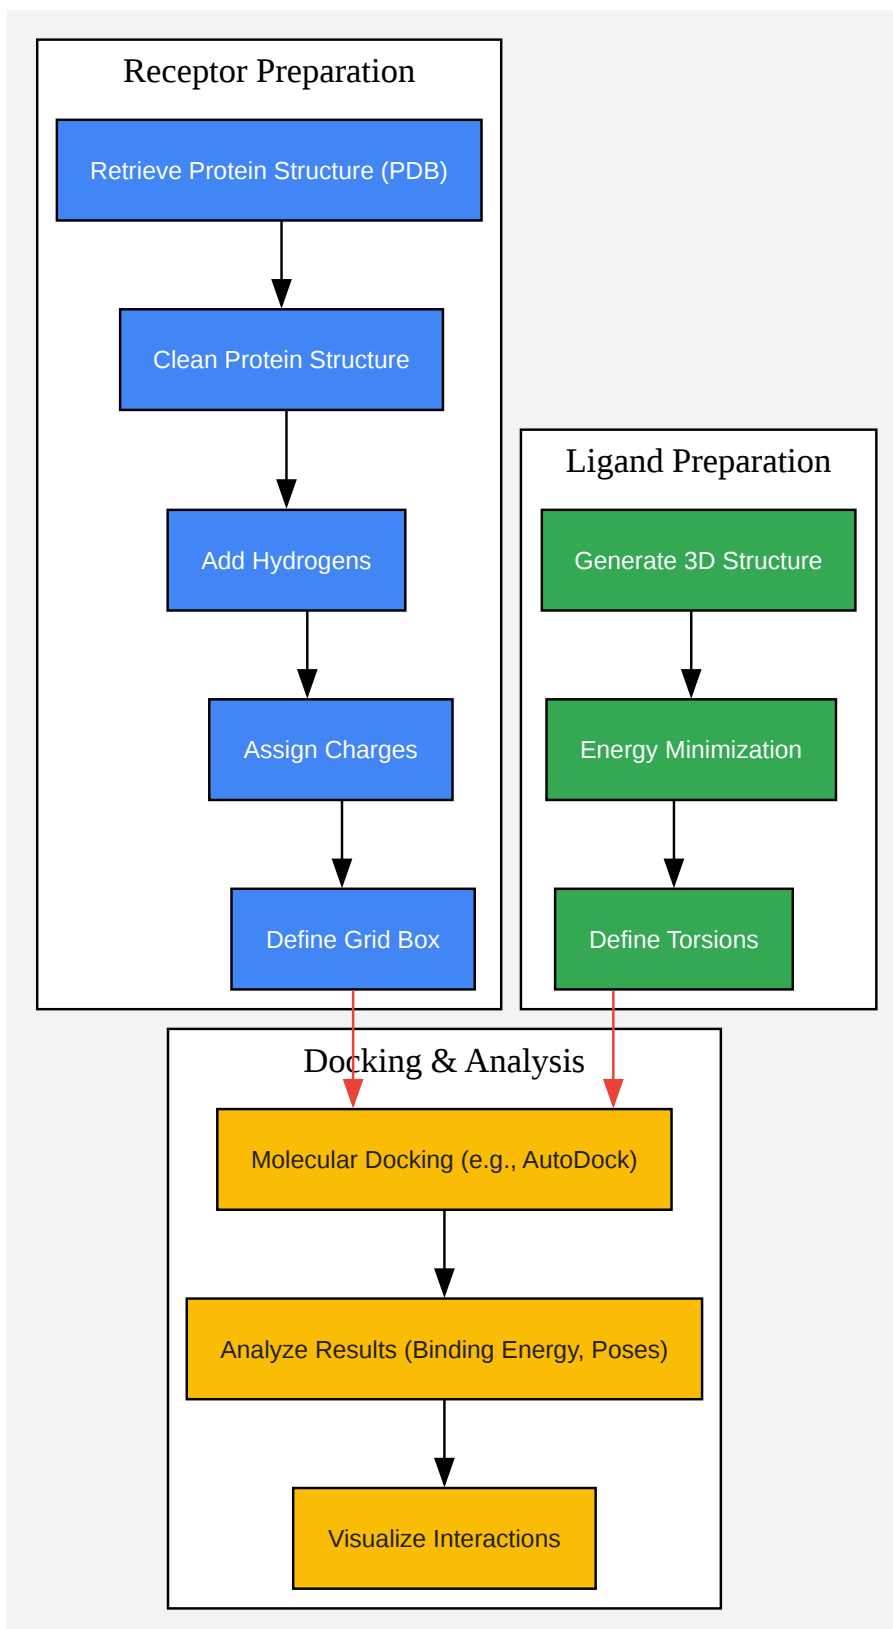 Receptor Preparation
Retrieve Protein Structure (PDB)
Clean Protein Structure
Add Hydrogens
Assign Charges
Define Grid Box
Ligand Preparation
Generate 3D Structure
Energy Minimization
Define Torsions
Docking & Analysis
Molecular Docking (e.g., AutoDock)
Analyze Results (Binding Energy, Poses)
Visualize Interactions